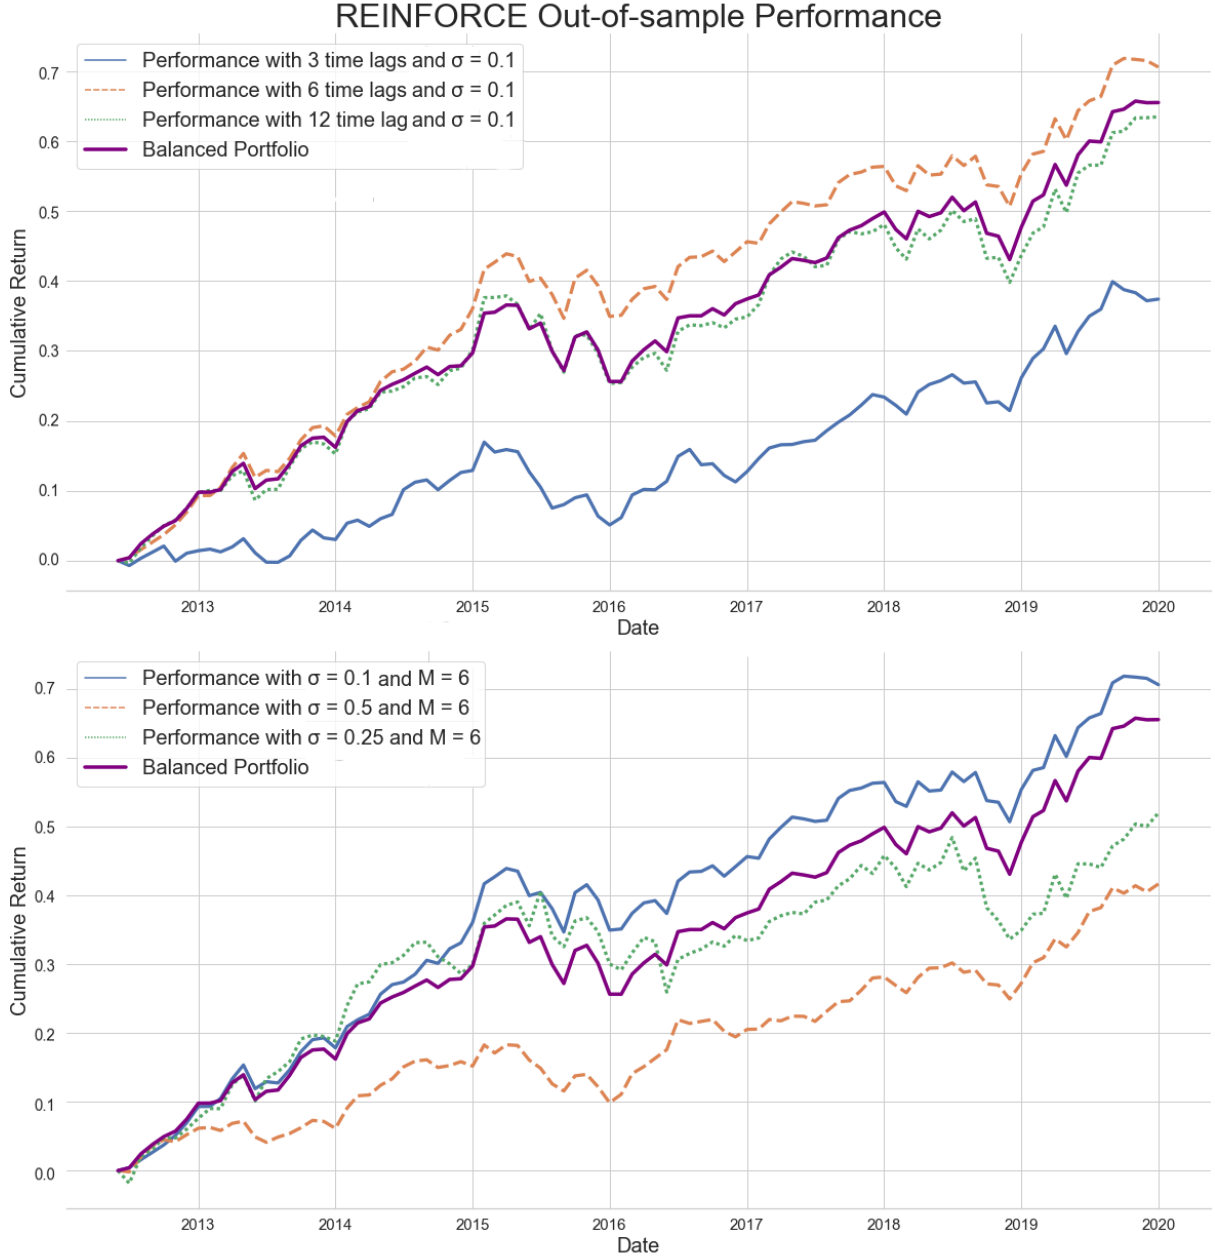 REINFORCE Out-of-sample Performance
Performance with 3 time lags and σ = 0.1
Performance with 6 time lags and σ = 0.1
Performance with 12 time lag and σ = 0.1
Balanced Portfolio
0.7
0.6
0.5
0.4
0.3
0.2
0.1
0.0
Cumulative Return
2013 2014 2015 2016 2017 2018 2019 2020
Date
Performance with σ = 0.1 and M = 6
Performance with σ = 0.5 and M = 6
Performance with σ = 0.25 and M = 6
Balanced Portfolio
0.7
0.6
0.5
0.4
0.3
0.2
0.1
0.0
Cumulative Return
2013 2014 2015 2016 2017 2018 2019 2020
Date